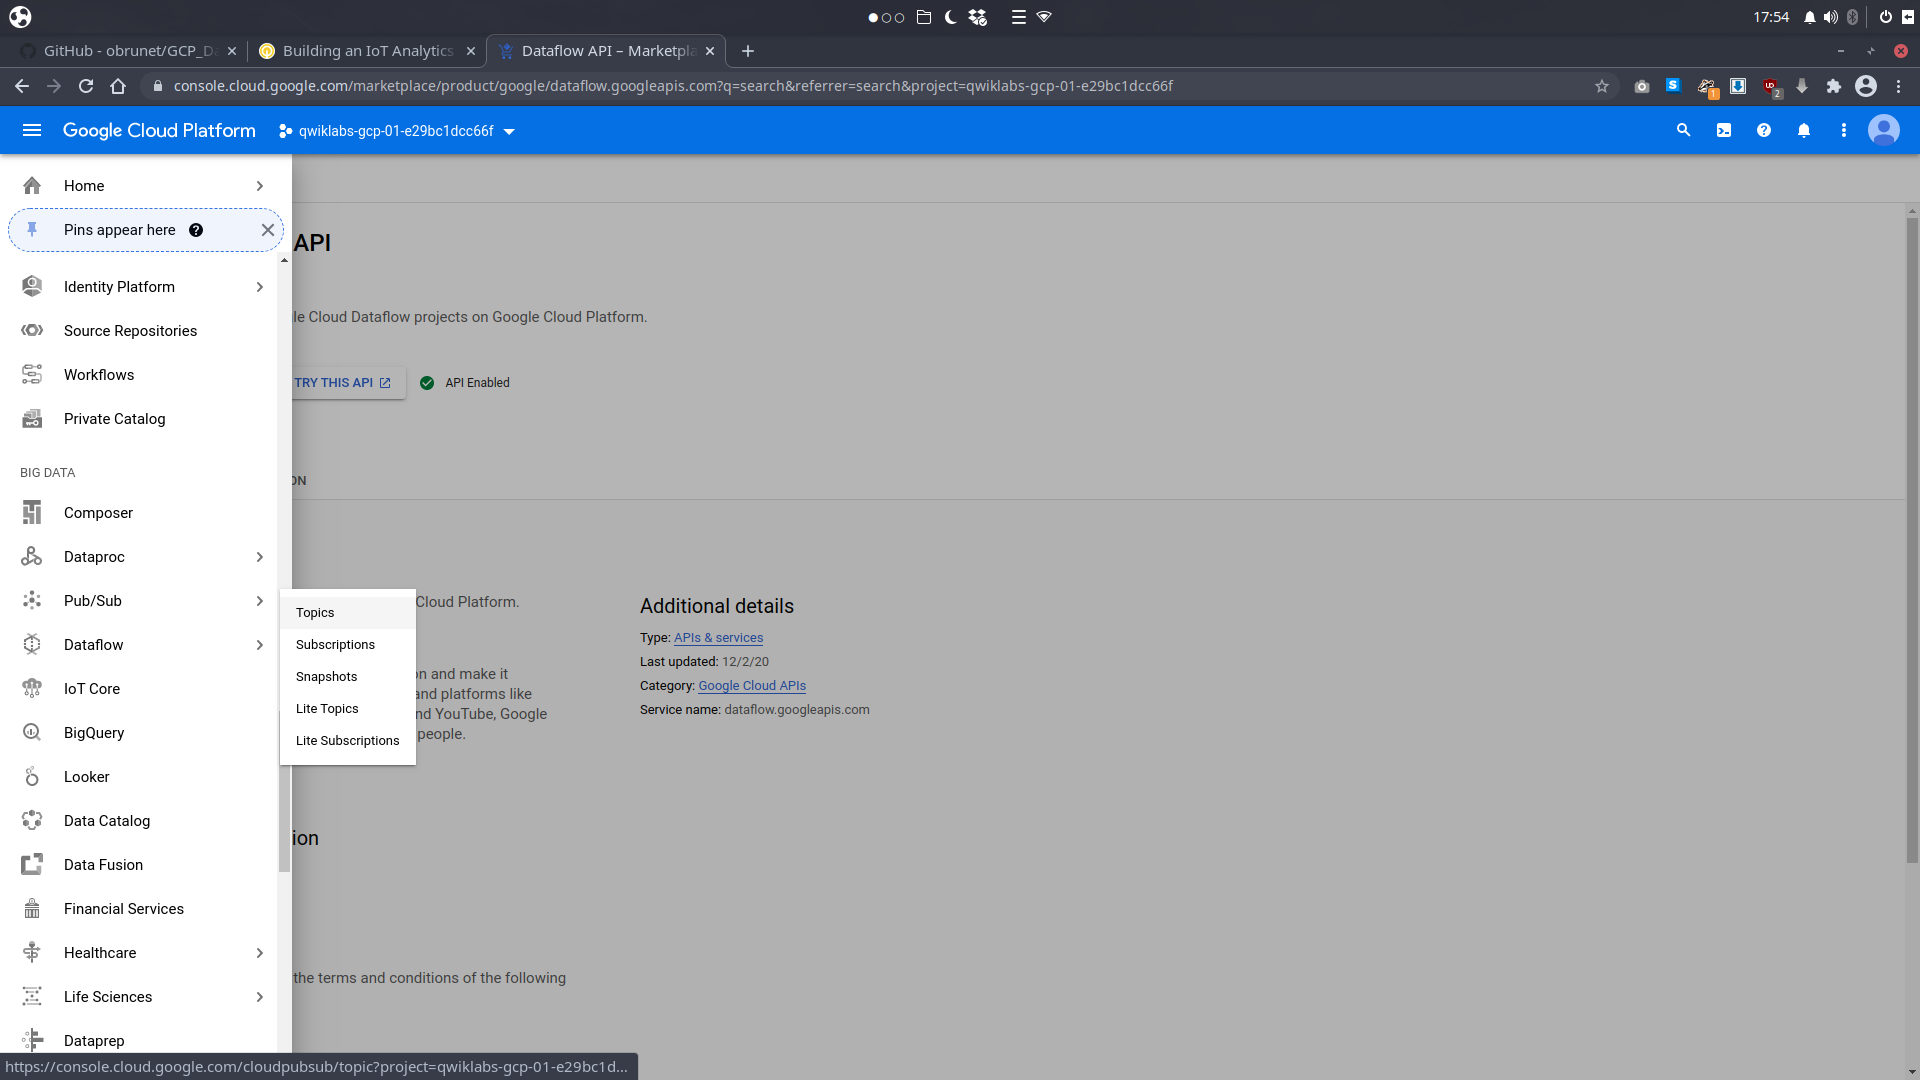 17:54
GitHub - obrunet/GCP_Da
Building an IoT Analytics
Dataflow API – Marketpla
console.cloud.google.com/marketplace/product/google/dataflow.googleapis.com?q=search&referrer=search&project=qwiklabs-gcp-01-e29bc1dcc66f
1
2
Google Cloud Platform
qwiklabs-gcp-01-e29bc1dcc66f
Home
Pins appear here
Identity Platform
Source Repositories
Workflows
Private Catalog
BIG DATA
Composer
Dataproc
Pub/Sub
Dataflow
IoT Core
BigQuery
Looker
Data Catalog
Data Fusion
Financial Services
Healthcare
Life Sciences
Dataprep
Topics
Subscriptions
Snapshots
Lite Topics
Lite Subscriptions
API
le Cloud Dataflow projects on Google Cloud Platform.
TRY THIS API
API Enabled
ON
Cloud Platform.
on and make it
and platforms like
nd YouTube, Google
people.
Additional details
Type: APIs & services
Last updated: 12/2/20
Category: Google Cloud APIs
Service name: dataflow.googleapis.com
ion
the terms and conditions of the following
https://console.cloud.google.com/cloudpubsub/topic?project=qwiklabs-gcp-01-e29bc1d...